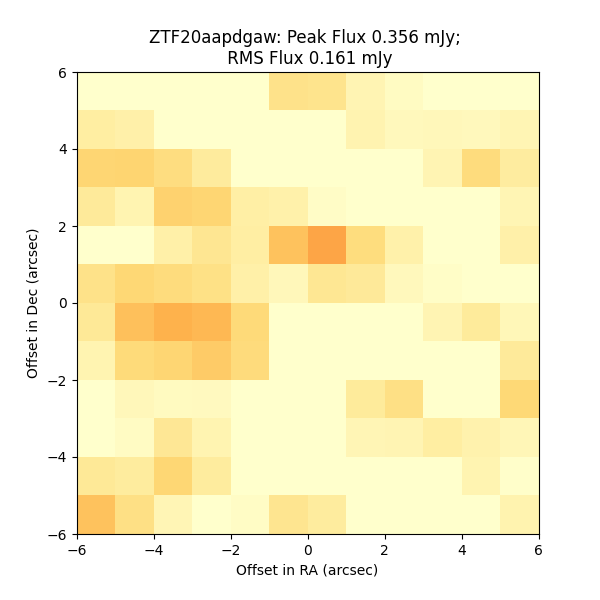 ZTF20aapdgaw: Peak Flux 0.356 mJy;
RMS Flux 0.161 mJy
6
4
2
0
−2
−4
−6
Offset in Dec (arcsec)
−6 −4 −2 0 2 4 6
Offset in RA (arcsec)